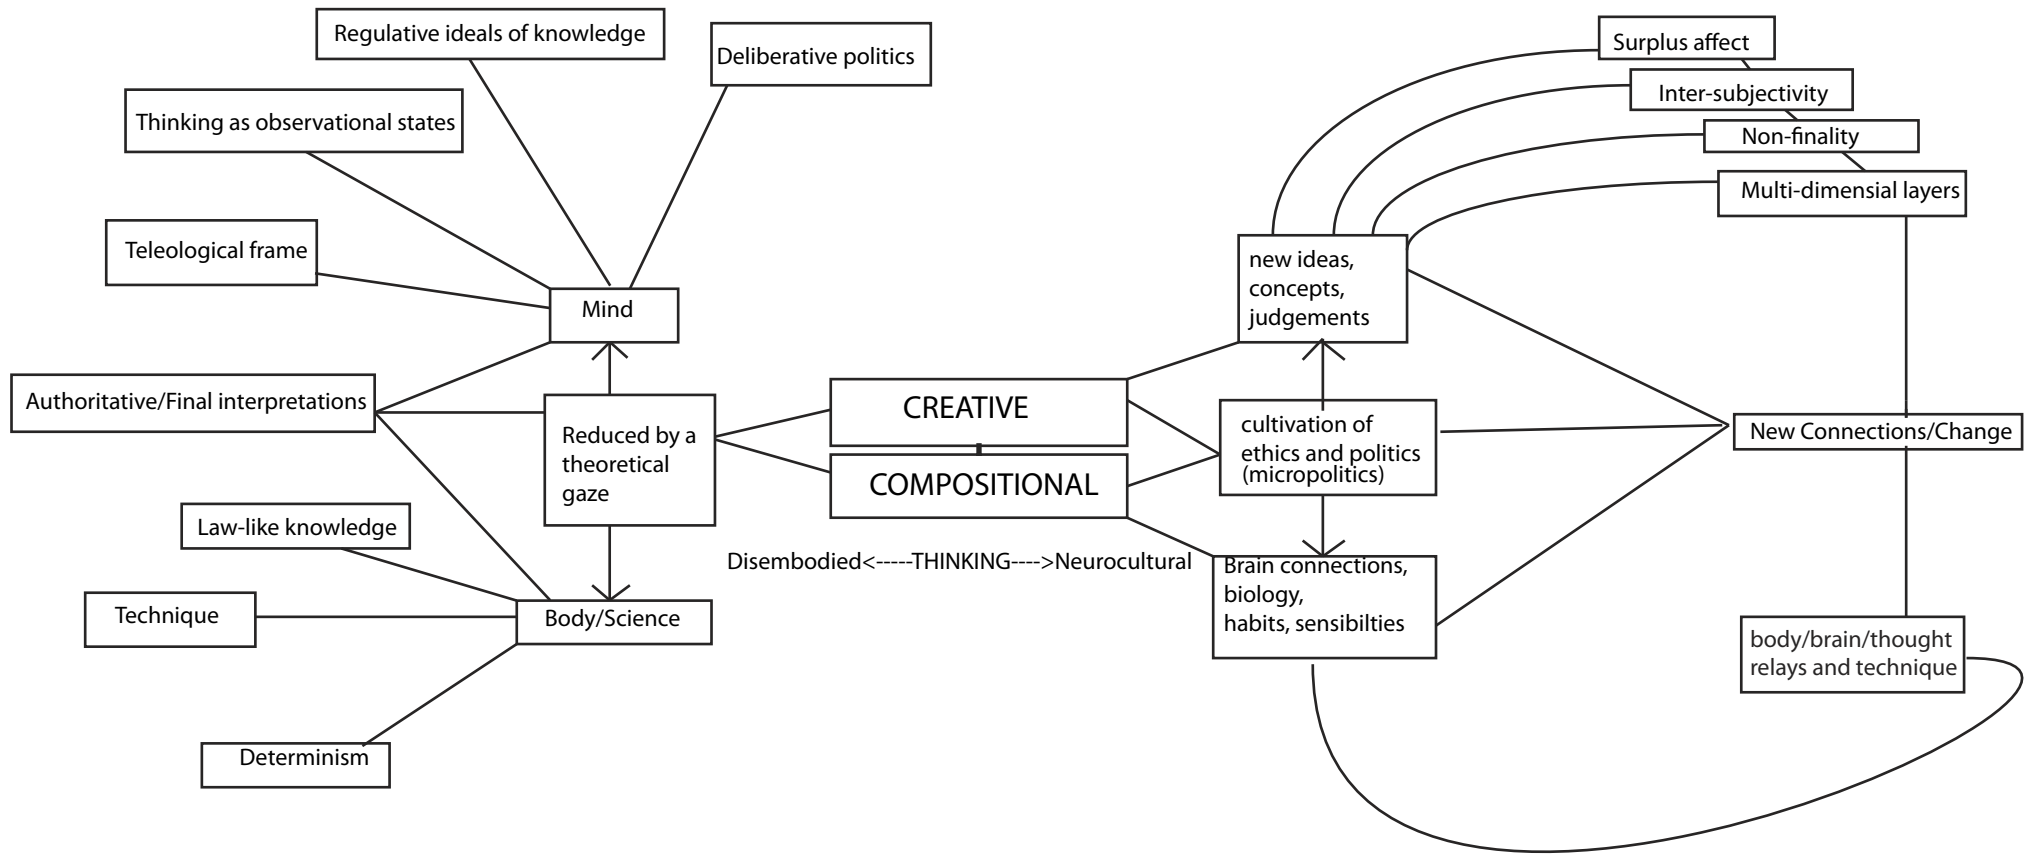 Regulative ideals of knowledge
Deliberative politics
Thinking as observational states
Teleological frame
Mind
Authoritative/Final interpretations
Reduced by a
theoretical
gaze
Law-like knowledge
Technique
Body/Science
Determinism
CREATIVE
COMPOSITIONAL
Disembodied<-----THINKING---->Neurocultural
Surplus affect
Inter-subjectivity
Non-finality
Multi-dimensial layers
new ideas,
concepts,
judgements
cultivation of
ethics and politics
(micropolitics)
New Connections/Change
Brain connections,
biology,
habits, sensibilties
body/brain/thought
relays and technique